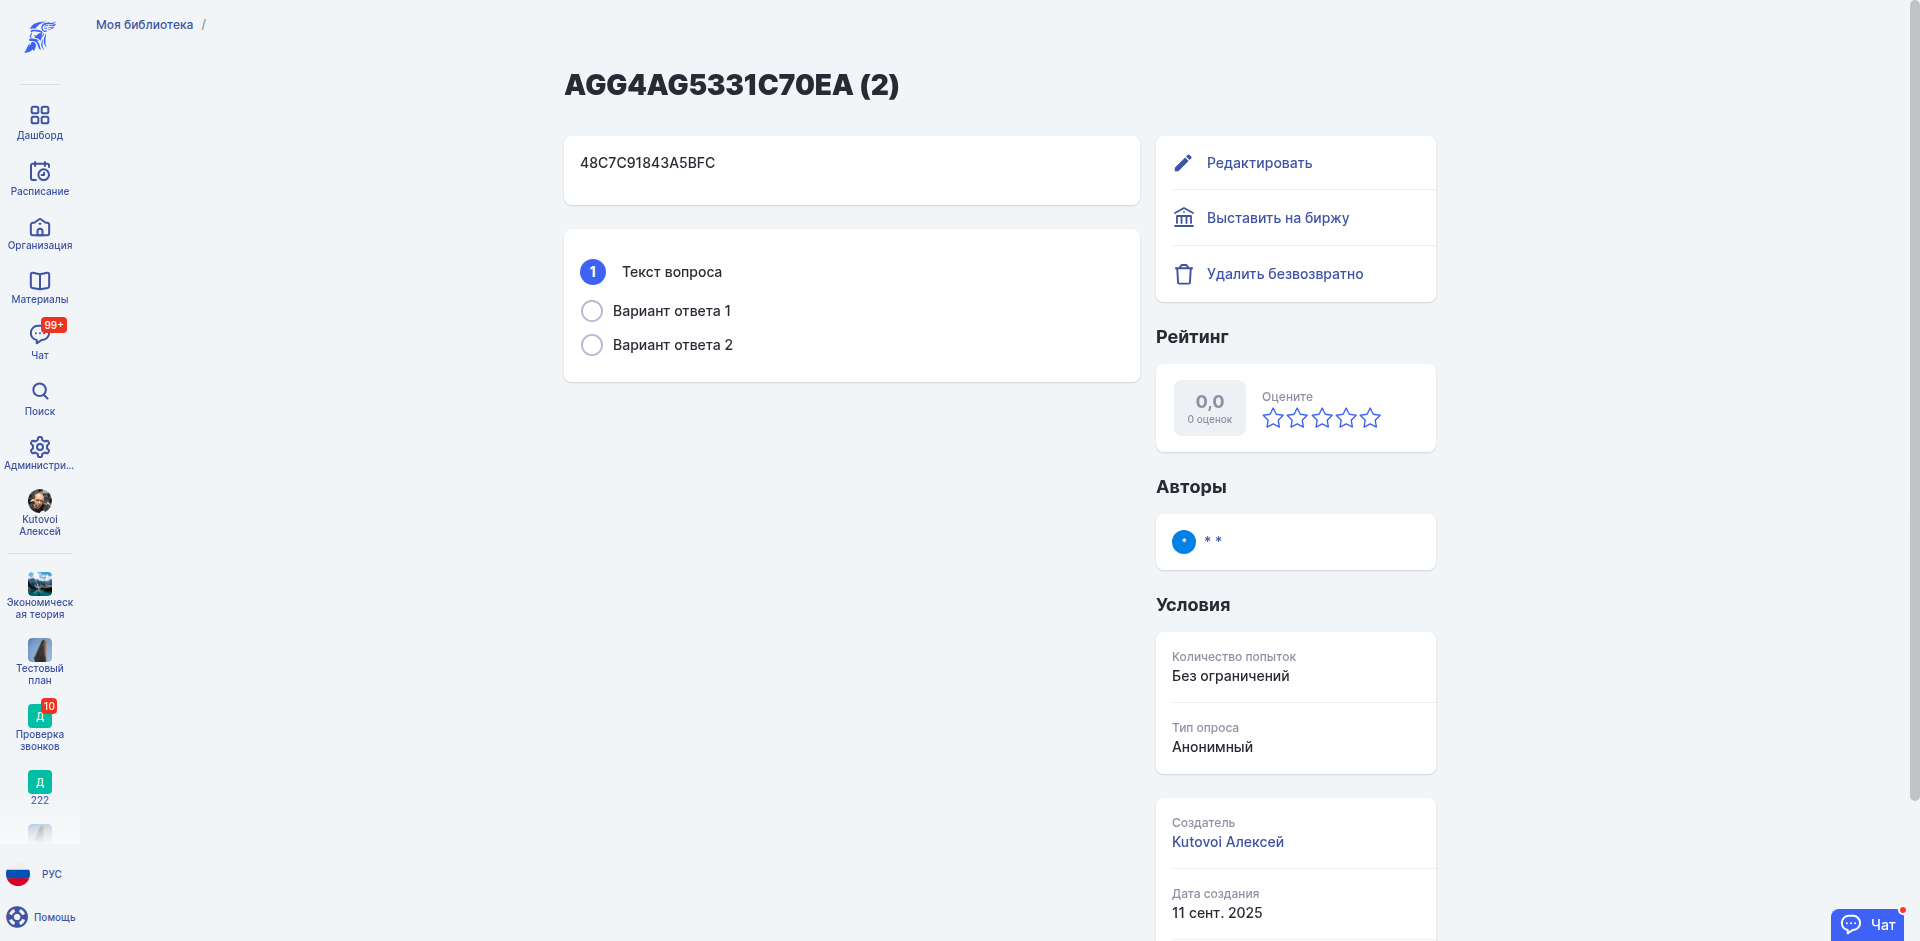 Моя библиотека /
Дашборд
Расписание
Организация
Материалы
99+
Чат
Поиск
Администри...
Kutovoi
Алексей
Экономическ
ая теория
Тестовый
план
10
Д
Проверка
звонков
Д
222
РУС
Помощь
AGG4AG5331C70EA (2)
48C7C91843A5BFC
1 Текст вопроса
Вариант ответа 1
Вариант ответа 2
Редактировать
Выставить на биржу
Удалить безвозвратно
Рейтинг
0,0
0 оценок
Оцените
Авторы
* * *
Условия
Количество попыток
Без ограничений
Тип опроса
Анонимный
Создатель
Kutovoi Алексей
Дата создания
11 сент. 2025
Чат